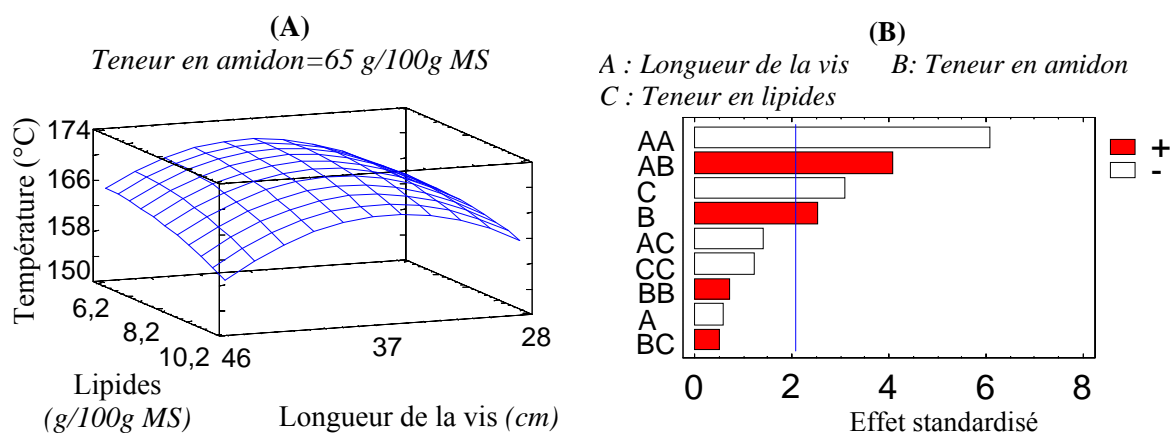 (A)
Teneur en amidon=65 g/100g MS
Température (°C)
174
166
158
150
6,2
8,2
10,2
46
37
28
Lipides
(g/100g MS)
Longueur de la vis (cm)
(B)
A : Longueur de la vis B: Teneur en amidon
C : Teneur en lipides
AA
AB
C
B
AC
CC
BB
A
BC
+
-
0 2 4 6 8
Effet standardisé